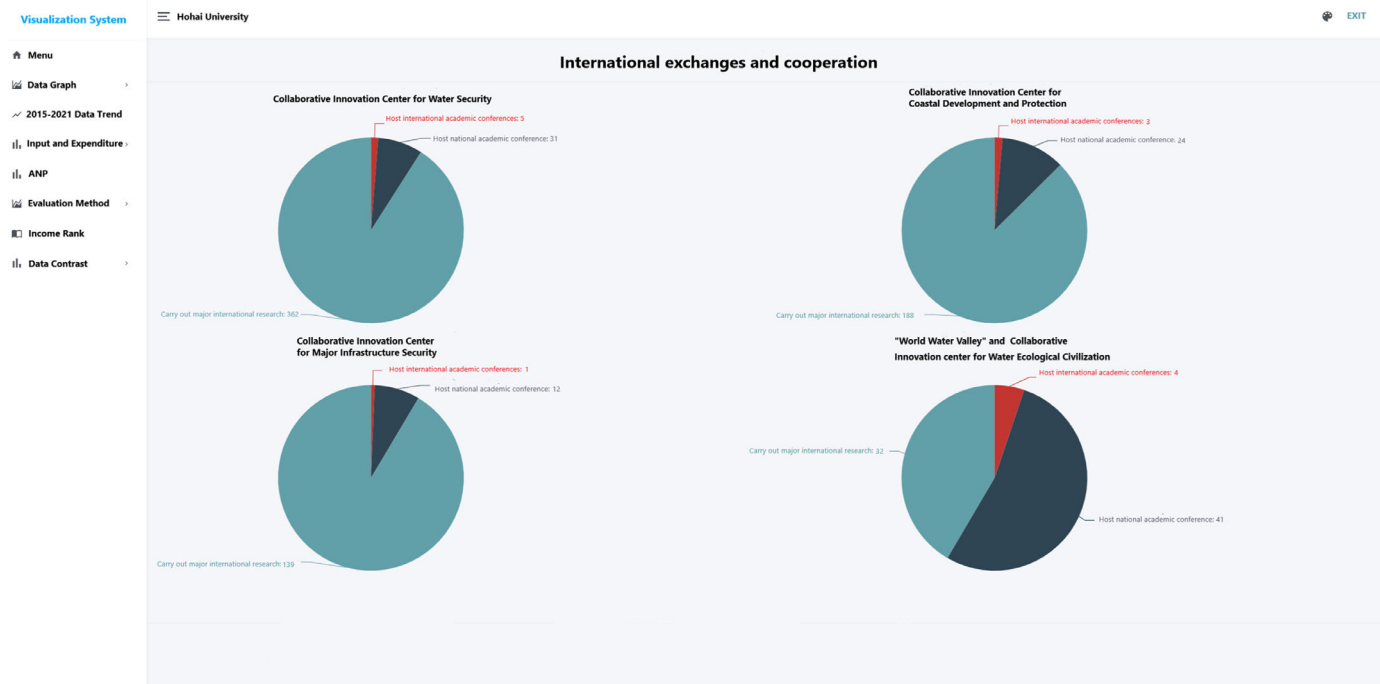 Visualization System
Hohai University
EXIT
Menu
Data Graph
2015-2021 Data Trend
Input and Expenditure
ANP
Evaluation Method
Income Rank
Data Contrast
International exchanges and cooperation
Collaborative Innovation Center for Water Security
Host international academic conferences: 5
Host national academic conference: 31
Carry out major international research: 362
Collaborative Innovation Center for
Coastal Development and Protection
Host international academic conferences: 3
Host national academic conference. 24
Carry out major international research: 188
Collaborative Innovation Center
for Major Infrastructure Security
Host international academic conferences: 1
Host national academic conference: 12
Carry out major international research: 139
"World Water Valley" and Collaborative
Innovation center for Water Ecological Civilization
Host international academic conferences: 4
Carry out major international research: 32
Host national academic conference: 41